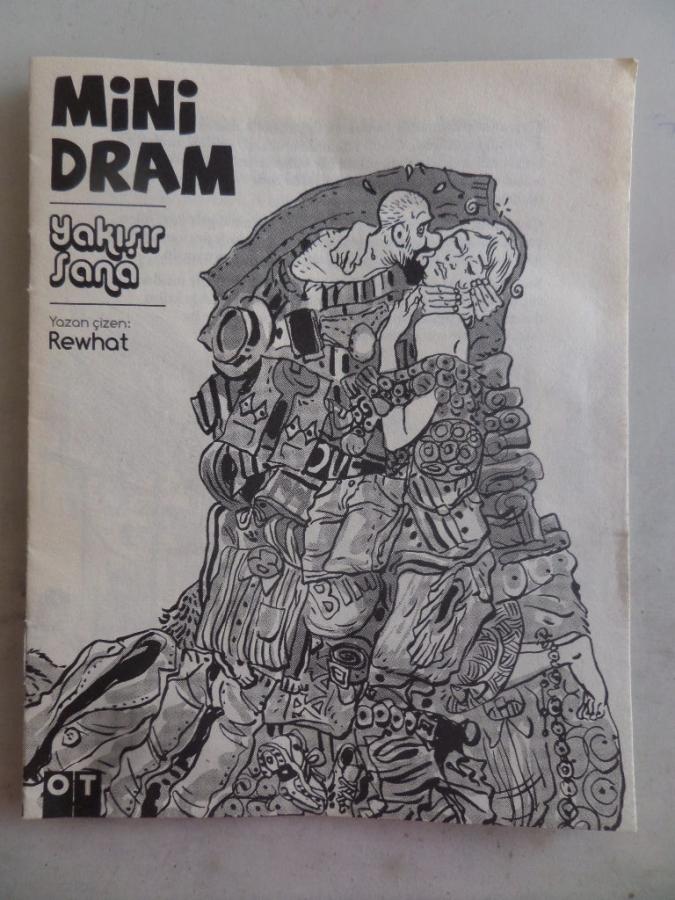 MiNi
DRAM
Yakışır
Sana
Yazan çizen:
Rewhat
OT